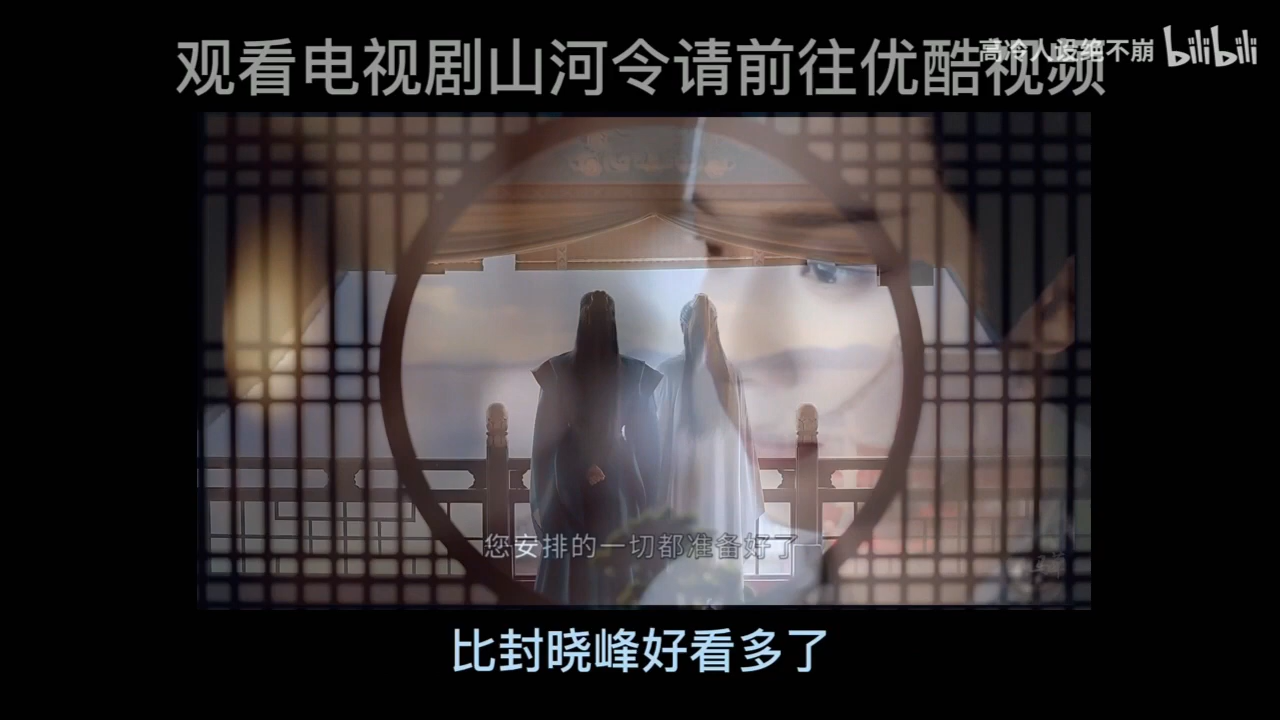 观看电视剧山河令请前往优酷视频
高冷人设绝不崩 bilibili
您安排的一切都准备好了
比封晓峰好看多了